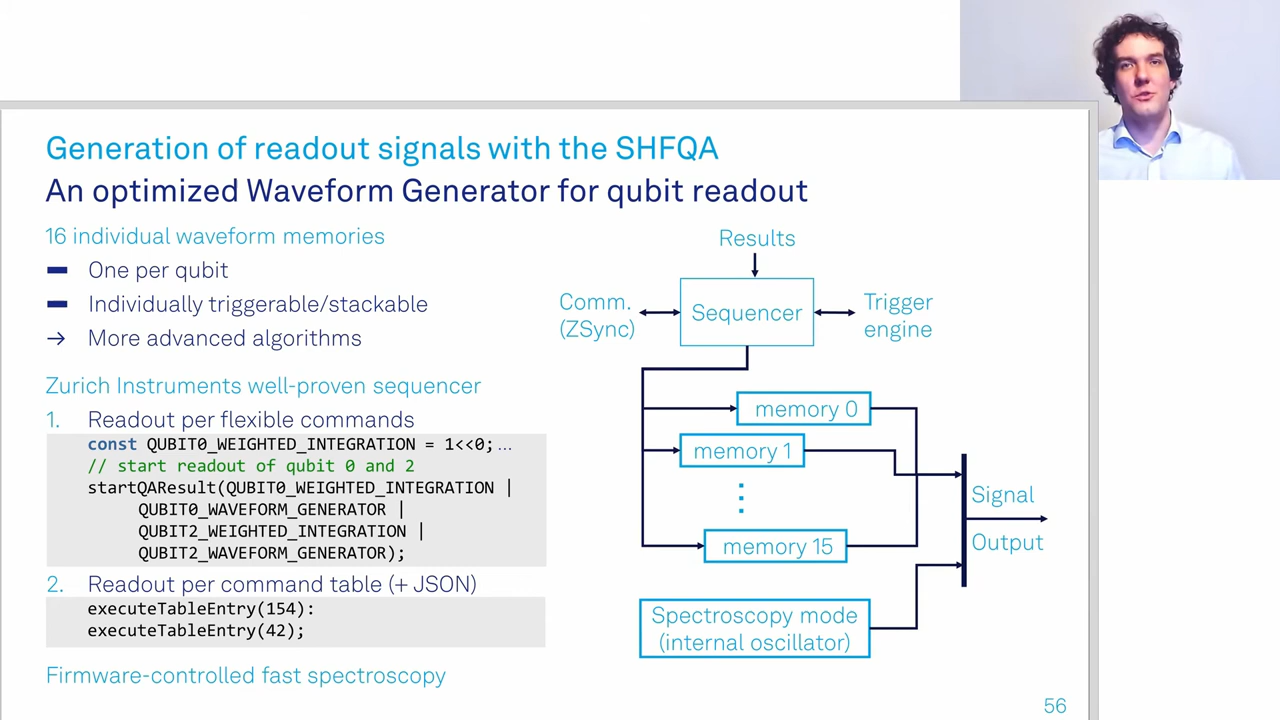 Generation of readout signals with the SHFQA
An optimized Waveform Generator for qubit readout
16 individual waveform memories
One per qubit
Individually triggerable/stackable
→ More advanced algorithms
Zurich Instruments well-proven sequencer
1. Readout per flexible commands
const QUBIT0_WEIGHTED_INTEGRATION = 1<<0;...
// start readout of qubit 0 and 2
startQAResult(QUBIT0_WEIGHTED_INTEGRATION |
QUBIT0_WAVEFORM_GENERATOR |
QUBIT2_WEIGHTED_INTEGRATION |
QUBIT2_WAVEFORM_GENERATOR);
2. Readout per command table (+ JSON)
executeTableEntry(154):
executeTableEntry(42);
Firmware-controlled fast spectroscopy
Results
Comm.
(ZSync)
Sequencer
Trigger
engine
memory 0
memory 1
memory 15
Signal
Output
Spectroscopy mode
(internal oscillator)
56